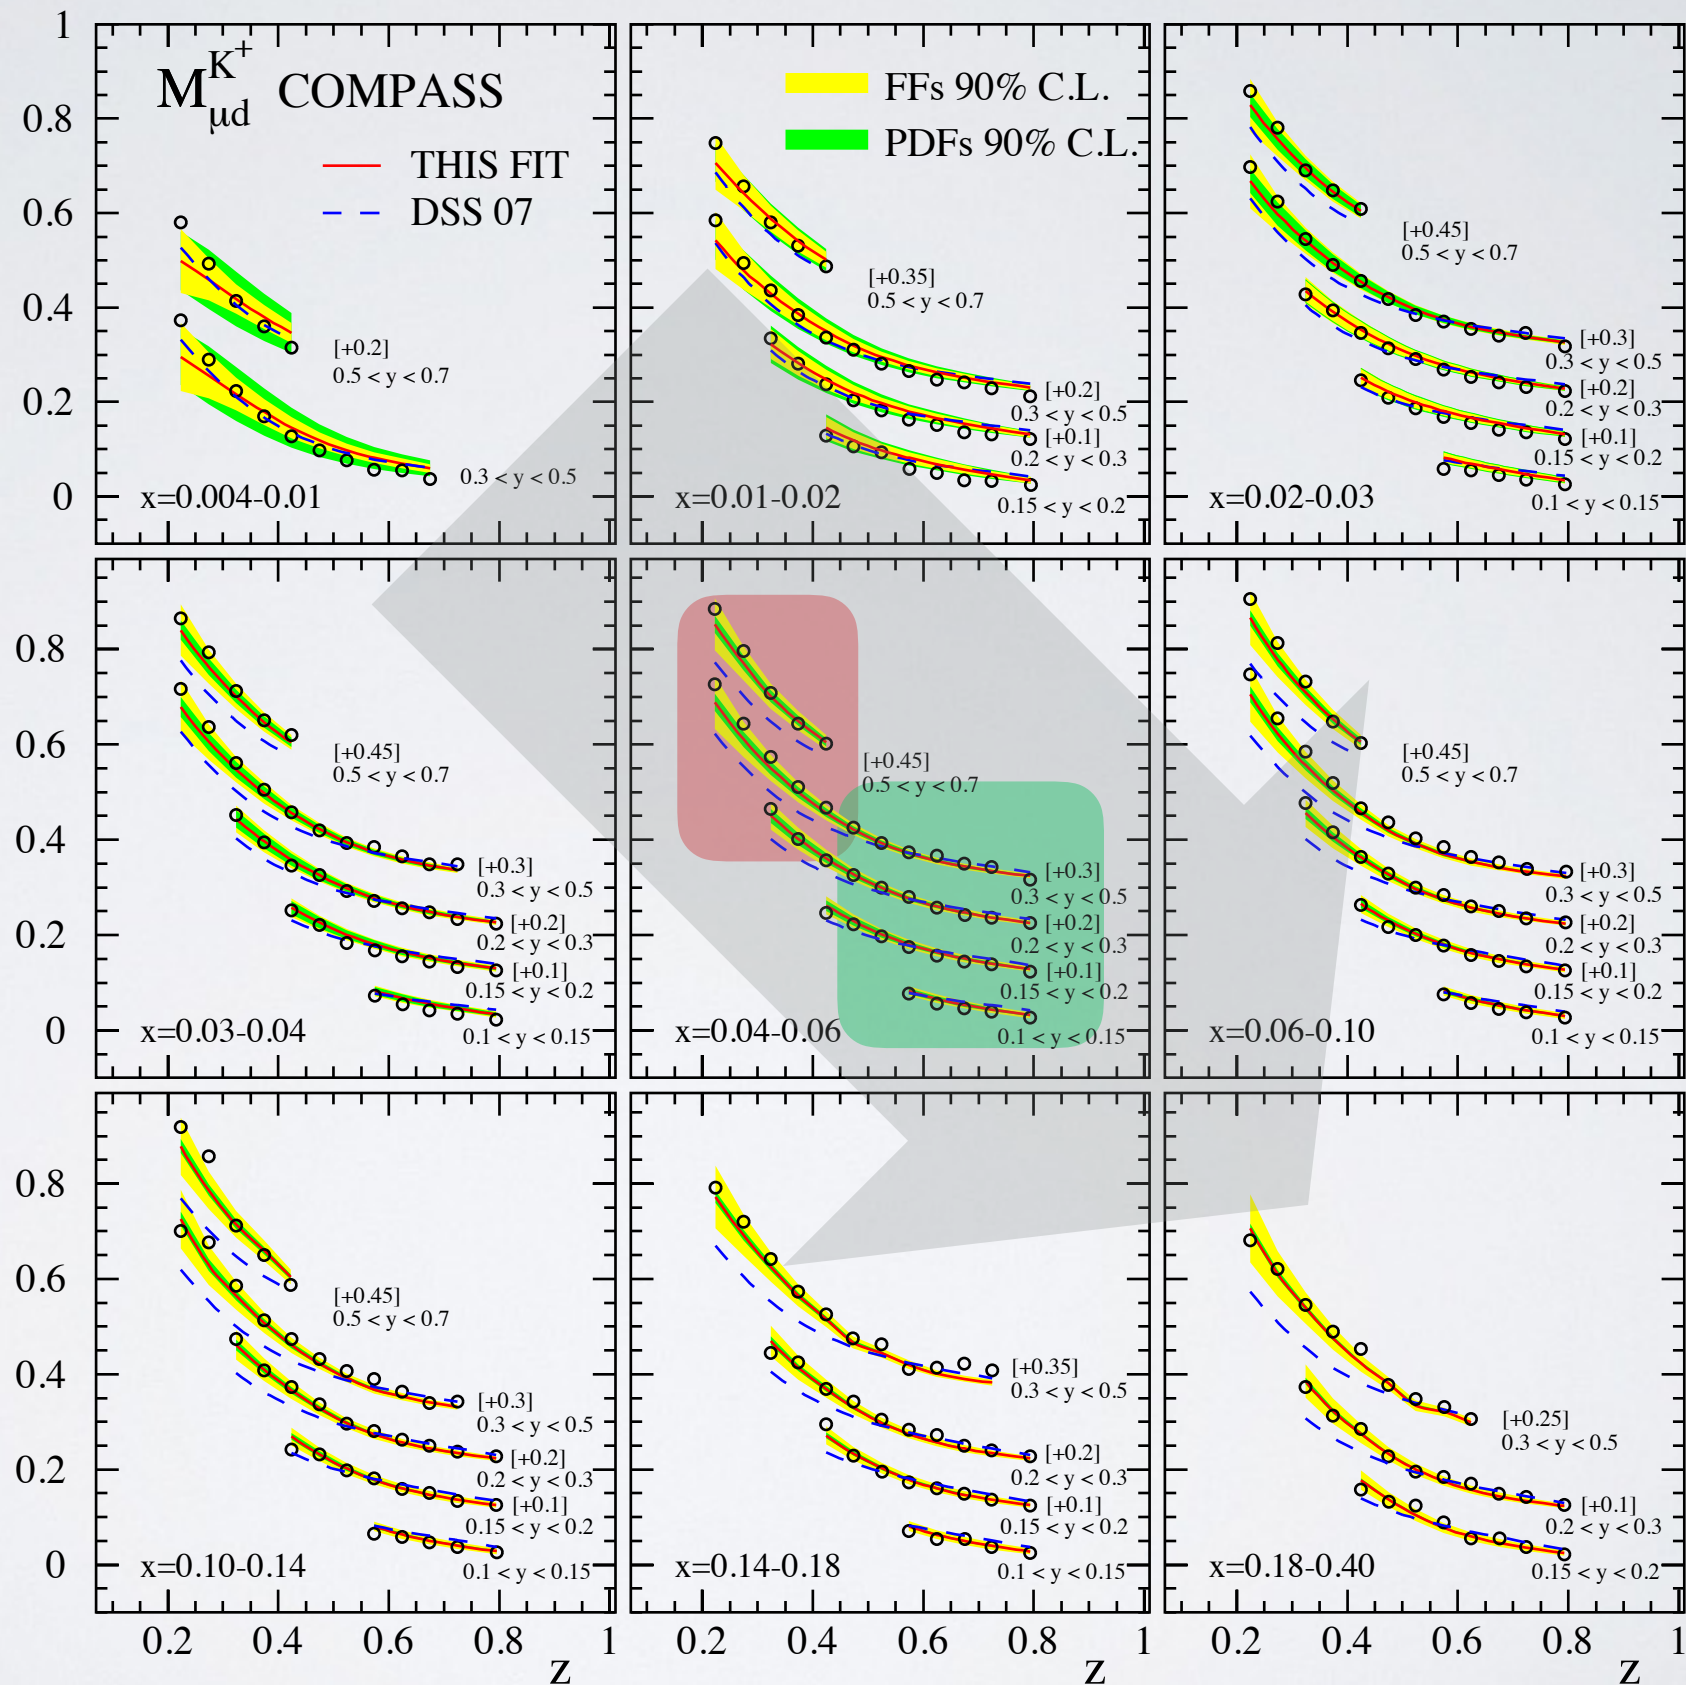 1
0.8
0.6
0.4
0.2
0
M_{μd}^{K^+} COMPASS
THIS FIT
DSS 07
[+0.2]
0.5 < y < 0.7
0.3 < y < 0.5
x=0.004-0.01
FFs 90% C.L.
PDFs 90% C.L.
[+0.35]
0.5 < y < 0.7
[+0.2]
0.3 < y < 0.5
[+0.1]
0.2 < y < 0.3
0.15 < y < 0.2
x=0.01-0.02
[+0.45]
0.5 < y < 0.7
[+0.3]
0.3 < y < 0.5
[+0.2]
0.2 < y < 0.3
[+0.1]
0.15 < y < 0.2
0.1 < y < 0.15
x=0.02-0.03
0.8
0.6
0.4
0.2
0
[+0.45]
0.5 < y < 0.7
[+0.3]
0.3 < y < 0.5
[+0.2]
0.2 < y < 0.3
[+0.1]
0.15 < y < 0.2
0.1 < y < 0.15
x=0.03-0.04
[+0.45]
0.5 < y < 0.7
[+0.3]
0.3 < y < 0.5
[+0.2]
0.2 < y < 0.3
[+0.1]
0.15 < y < 0.2
0.1 < y < 0.15
x=0.04-0.06
[+0.45]
0.5 < y < 0.7
[+0.3]
0.3 < y < 0.5
[+0.2]
0.2 < y < 0.3
[+0.1]
0.15 < y < 0.2
0.1 < y < 0.15
x=0.06-0.10
0.8
0.6
0.4
0.2
0
[+0.45]
0.5 < y < 0.7
[+0.3]
0.3 < y < 0.5
[+0.2]
0.2 < y < 0.3
[+0.1]
0.15 < y < 0.2
0.1 < y < 0.15
x=0.10-0.14
[+0.35]
0.3 < y < 0.5
[+0.2]
0.2 < y < 0.3
[+0.1]
0.15 < y < 0.2
0.1 < y < 0.15
x=0.14-0.18
[+0.25]
0.3 < y < 0.5
[+0.1]
0.2 < y < 0.3
0.15 < y < 0.2
x=0.18-0.40
0.2 0.4 0.6 0.8 1
z
0.2 0.4 0.6 0.8 1
z
0.2 0.4 0.6 0.8 1
z